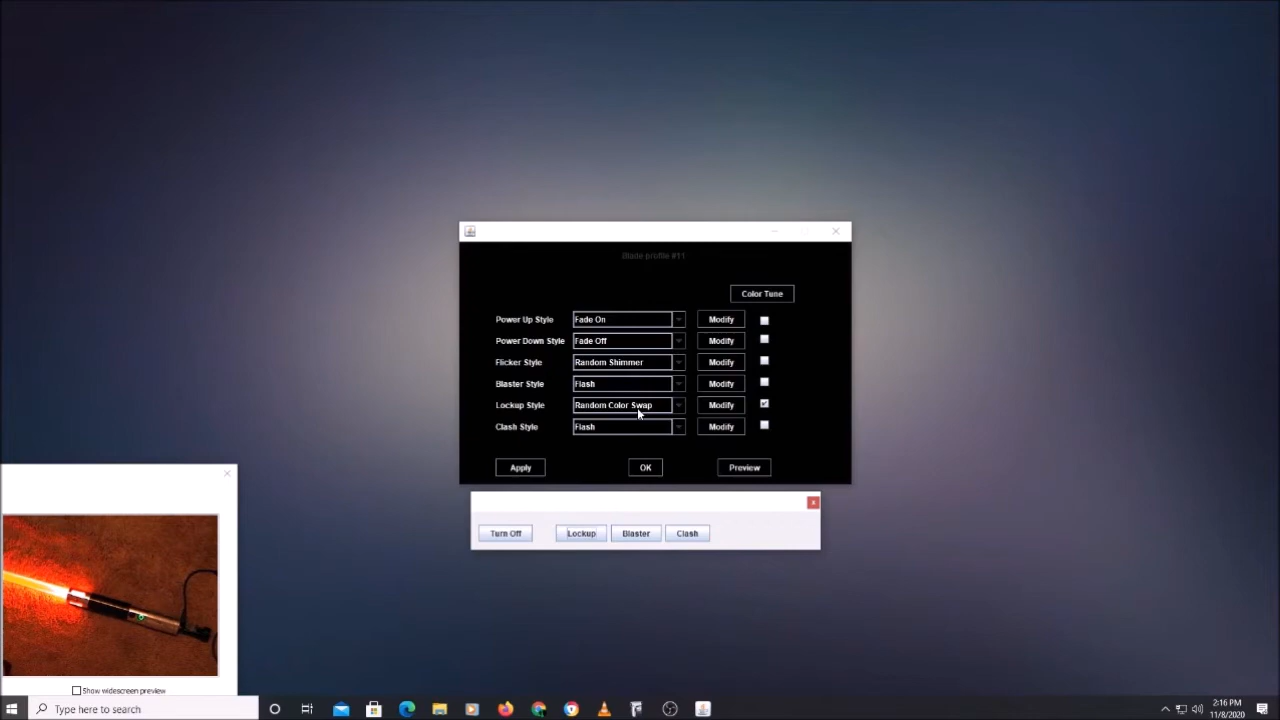 Blade profile #11
Color Tune
Power Up Style Fade On Modify
Power Down Style Fade Off Modify
Flicker Style Random Shimmer Modify
Blaster Style Flash Modify
Lockup Style Random Color Swap Modify
Clash Style Flash Modify
Apply OK Preview
x
Turn Off Lockup Blaster Clash
Show widescreen preview
Type here to search
2:16 PM
11/8/2020